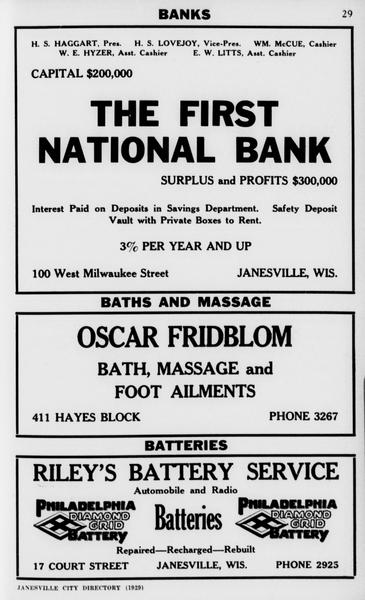 BANKS 29
H. S. HAGGART, Pres. H. S. LOVEJOY, Vice-Pres. WM. McCUE, Cashier
W. E. HYZER, Asst. Cashier E. W. LITTS, Asst. Cashier
CAPITAL $200,000
THE FIRST
NATIONAL BANK
SURPLUS and PROFITS $300,000
Interest Paid on Deposits in Savings Department. Safety Deposit
Vault with Private Boxes to Rent.
3% PER YEAR AND UP
100 West Milwaukee Street JANESVILLE, WIS.
BATHS AND MASSAGE
OSCAR FRIDBLOM
BATH, MASSAGE and
FOOT AILMENTS
411 HAYES BLOCK PHONE 3267
BATTERIES
RILEY'S BATTERY SERVICE
Automobile and Radio
PHILADELPHIA
DIAMOND
GRID
BATTERY
Batteries
PHILADELPHIA
DIAMOND
GRID
BATTERY
Repaired—Recharged—Rebuilt
17 COURT STREET JANESVILLE, WIS. PHONE 2925
JANESVILLE CITY DIRECTORY (1929)